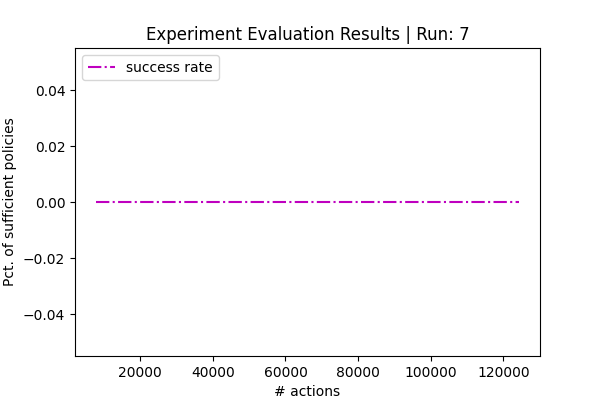 Experiment Evaluation Results | Run: 7
success rate
Pct. of sufficient policies
0.04
0.02
0.00
−0.02
−0.04
20000 40000 60000 80000 100000 120000
# actions